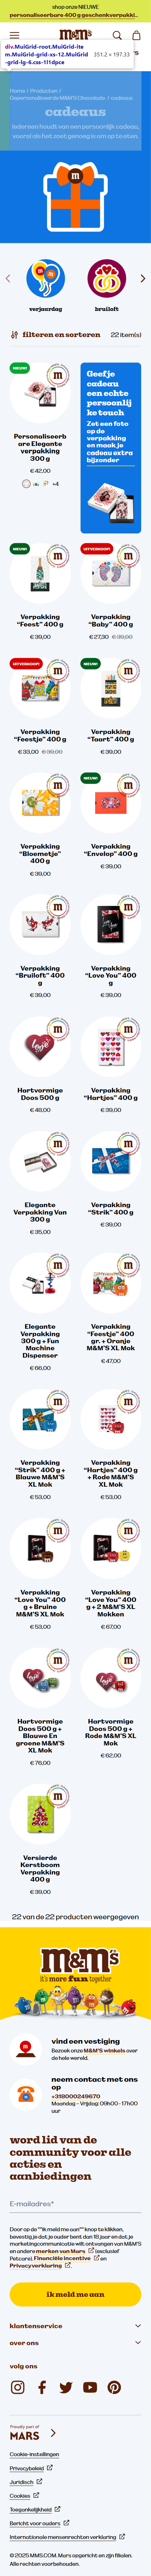 shop onze NIEUWE
personaliseerbare 400 g geschenkverpakki...
m&m's
div.MuiGrid-root.MuiGrid-ite
m.MuiGrid-grid-xs-12.MuiGrid
-grid-lg-6.css-1f1dpce
351.2 × 197.33
Home / Producten /
Gepersonaliseerde M&M'S Chocolade / cadeaus
cadeaus
Iedereen houdt van een persoonlijk cadeau,
vooral als het zo goed geurig is om op te eten.
verjaardag
bruiloft
filteren en sorteren
22 item(s)
NIEUW!
Personaliseerb
are Elegante
verpakking
300 g
€ 42,00
+4
Geefje
cadeau
een echte
persoonlij
ke touch
Zet een foto
op de
verpakking
en maak je
cadeau extra
bijzonder
NIEUW!
Verpakking
"Feest" 400 g
€ 39,00
UITVERKOOP!
Verpakking
"Baby" 400 g
€ 27,30 € 39,00
UITVERKOOP!
Verpakking
"Feestje" 400 g
€ 33,00 € 39,00
NIEUW!
Verpakking
"Taart" 400 g
€ 39,00
Verpakking
"Bloemetje"
400 g
€ 39,00
NIEUW!
Verpakking
"Envelop" 400 g
€ 39,00
Verpakking
"Bruiloft" 400
g
€ 39,00
Verpakking
"Love You" 400
g
€ 39,00
Hartvormige
Doos 500 g
€ 48,00
Verpakking
"Hartjes" 400 g
€ 39,00
Elegante
Verpakking Van
300 g
€ 35,00
Verpakking
"Strik" 400 g
€ 39,00
Elegante
Verpakking
300 g + Fun
Machine
Dispenser
€ 66,00
Verpakking
"Feestje" 400
gr. + Oranje
M&M'S XL Mok
€ 47,00
Verpakking
"Strik" 400 g +
Blauwe M&M'S
XL Mok
€ 53,00
Verpakking
"Hartjes" 400 g
+ Rode M&M'S
XL Mok
€ 53,00
Verpakking
"Love You" 400
g + Bruine
M&M'S XL Mok
€ 53,00
Verpakking
"Love You" 400
g + 2 M&M'S XL
Mokken
€ 67,00
Hartvormige
Doos 500 g +
Blauwe En
groene M&M'S
XL Mok
€ 76,00
Hartvormige
Doos 500 g +
Rode M&M'S XL
Mok
€ 62,00
Versierde
Kerstboom
Verpakking
400 g
€ 39,00
22 van de 22 producten weergegeven
m&m's
it's more fun together
vind een vestiging
Bezoek onze M&M'S winkels over
de hele wereld.
neem contact met ons
op
+318000249670
Maandag – Vrijdag: 09h00 - 17h00
uur
word lid van de
community voor alle
acties en
aanbiedingen
E-mailadres*
Door op de ""ik meld me aan"" knop te klikken,
bevestig je dat je ouder bent dan 18 jaar en dat je
marketingcommunicatie wilt ontvangen van M&M'S
en andere merken van Mars (exclusief
Petcare). Financiële Incentive en
Privacyverklaring.
ik meld me aan
klantenservice
over ons
volg ons
Proudly part of
MARS
Cookie-instellingen
Privacybeleid
Juridisch
Cookies
Toegankelijkheid
Bericht voor ouders
Internationale mensenrechten verklaring
© 2025 MMS.COM. Mars opspricht en zijn filialen.
Alle rechten voorbehouden.